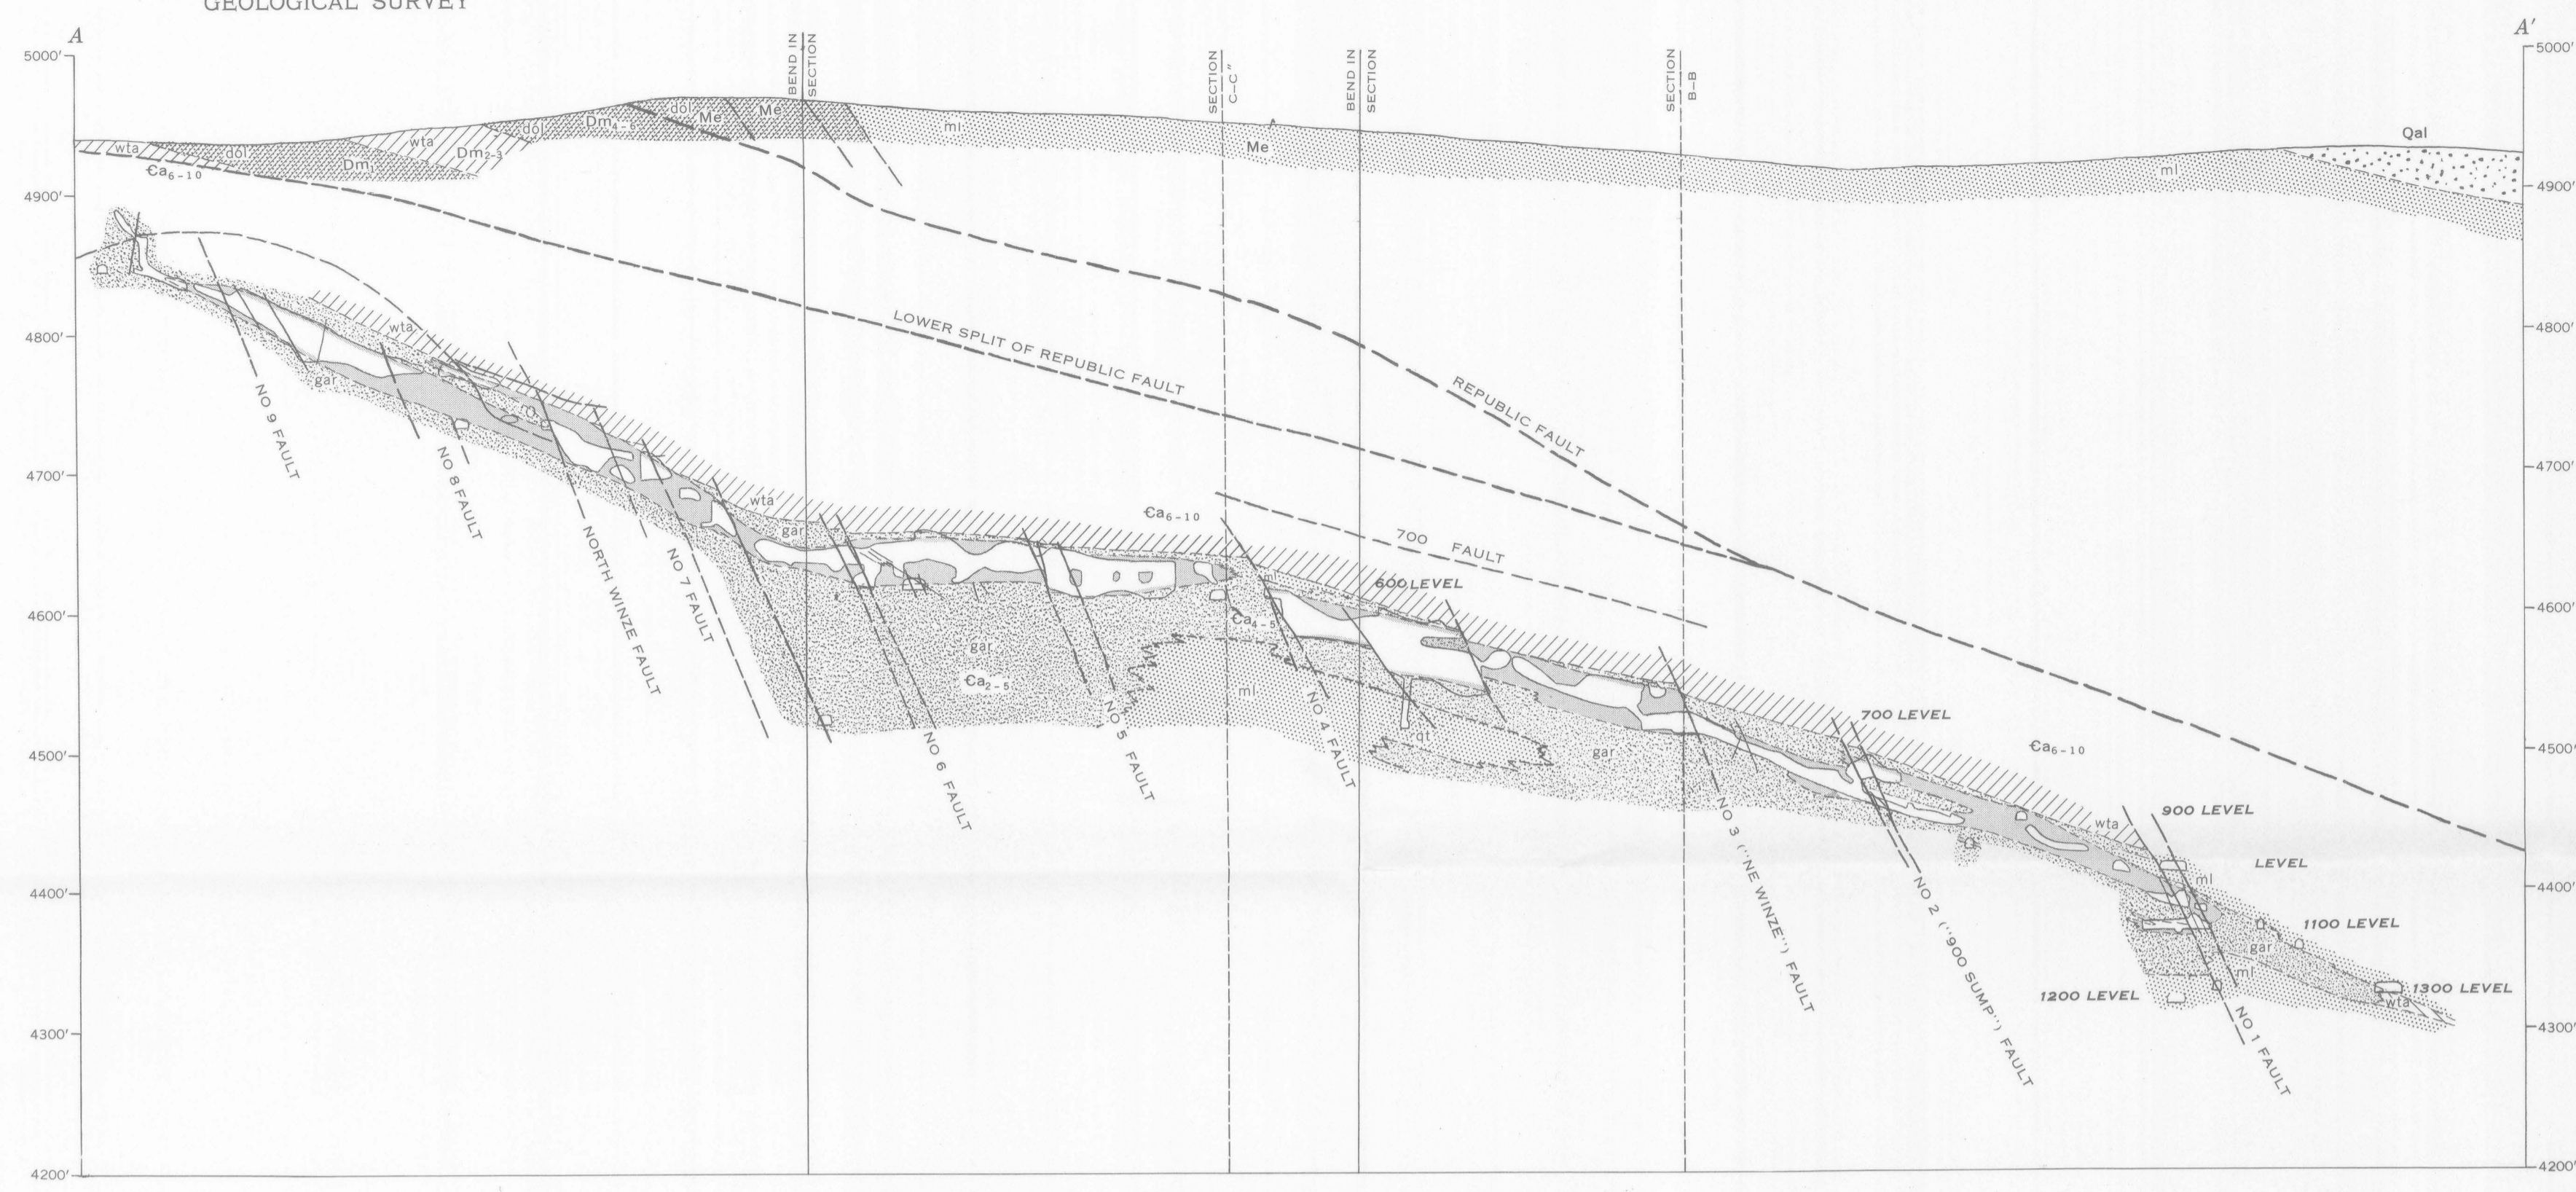 GEOLOGICAL SURVEY
A
A'
5000'
4900'
4800'
4700'
4600'
4500'
4400'
4300'
4200'
5000'
4900'
4800'
4700'
4600'
4500'
4400'
4300'
4200'
BEND IN
SECTION
SECTION
C-C"
BEND IN
SECTION
SECTION
B-B
wta
dol
Dm₁
wta
Dm₂₋₃
dol
Dm₄₋₆
dol
Me
Me
ml
Me
ml
Qal
Ꞓa₆₋₁₀
LOWER SPLIT OF REPUBLIC FAULT
REPUBLIC FAULT
700 FAULT
wta
gar
NO 9 FAULT
NO 8 FAULT
NORTH WINZE FAULT
NO 7 FAULT
wta
gar
Ꞓa₆₋₁₀
600 LEVEL
ml
Ꞓa₄₋₅
gar
Ꞓa₂₋₅
ml
NO 6 FAULT
NO 5 FAULT
NO 4 FAULT
qt
gar
700 LEVEL
Ꞓa₆₋₁₀
NO 3 ("NE WINZE") FAULT
NO 2 ("900 SUMP") FAULT
wta
900 LEVEL
LEVEL
ml
1100 LEVEL
gar
ml
1200 LEVEL
1300 LEVEL
wta
NO 1 FAULT